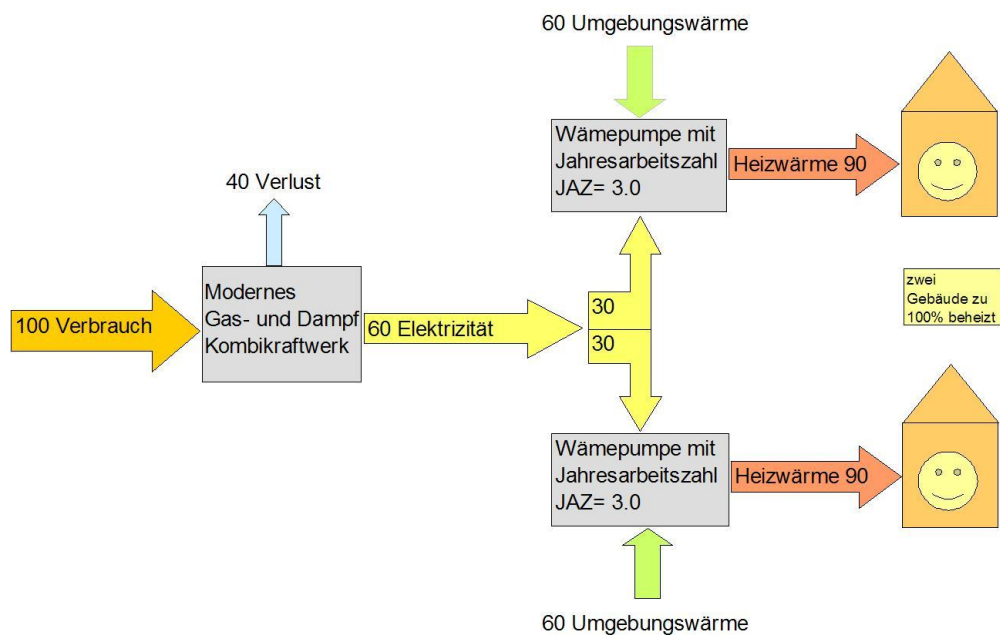 60 Umgebungswärme
Wämepumpe mit
Jahresarbeitszahl
JAZ= 3.0
Heizwärme 90
40 Verlust
100 Verbrauch
Modernes
Gas- und Dampf
Kombikraftwerk
60 Elektrizität
30
30
zwei
Gebäude zu
100% beheizt
Wämepumpe mit
Jahresarbeitszahl
JAZ= 3.0
Heizwärme 90
60 Umgebungswärme